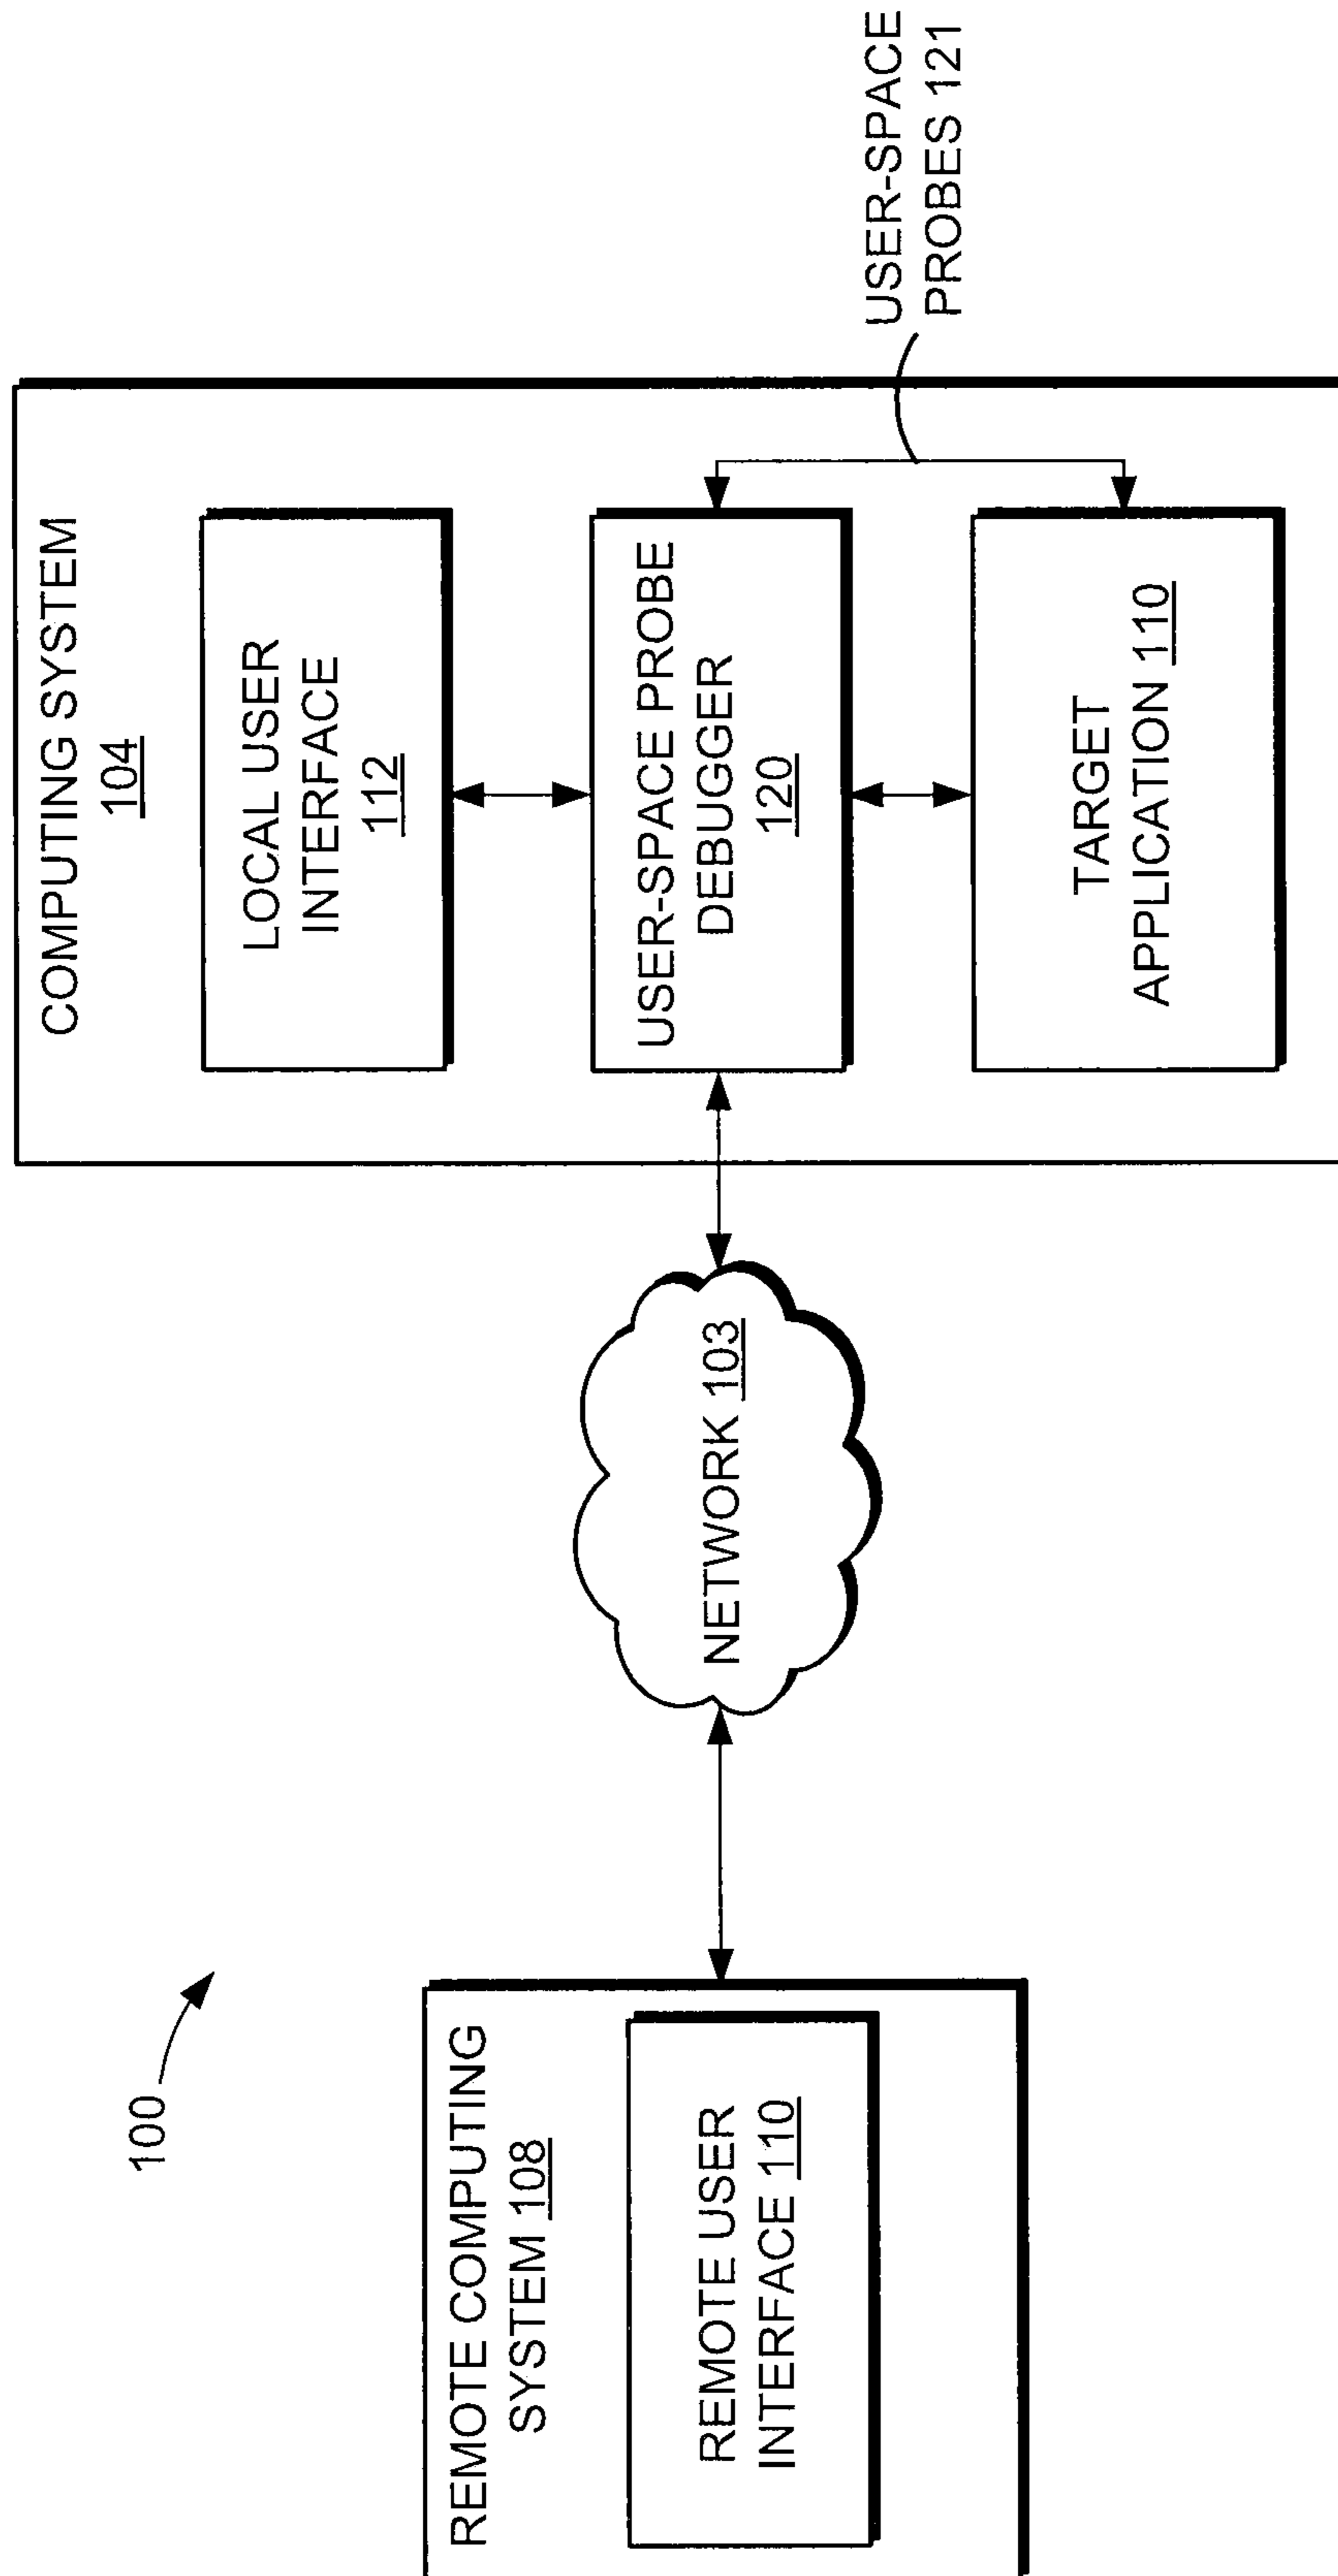 100
REMOTE COMPUTING
SYSTEM 108
REMOTE USER
INTERFACE 110
NETWORK 103
COMPUTING SYSTEM
104
LOCAL USER
INTERFACE
112
USER-SPACE PROBE
DEBUGGER
120
TARGET
APPLICATION 110
USER-SPACE
PROBES 121